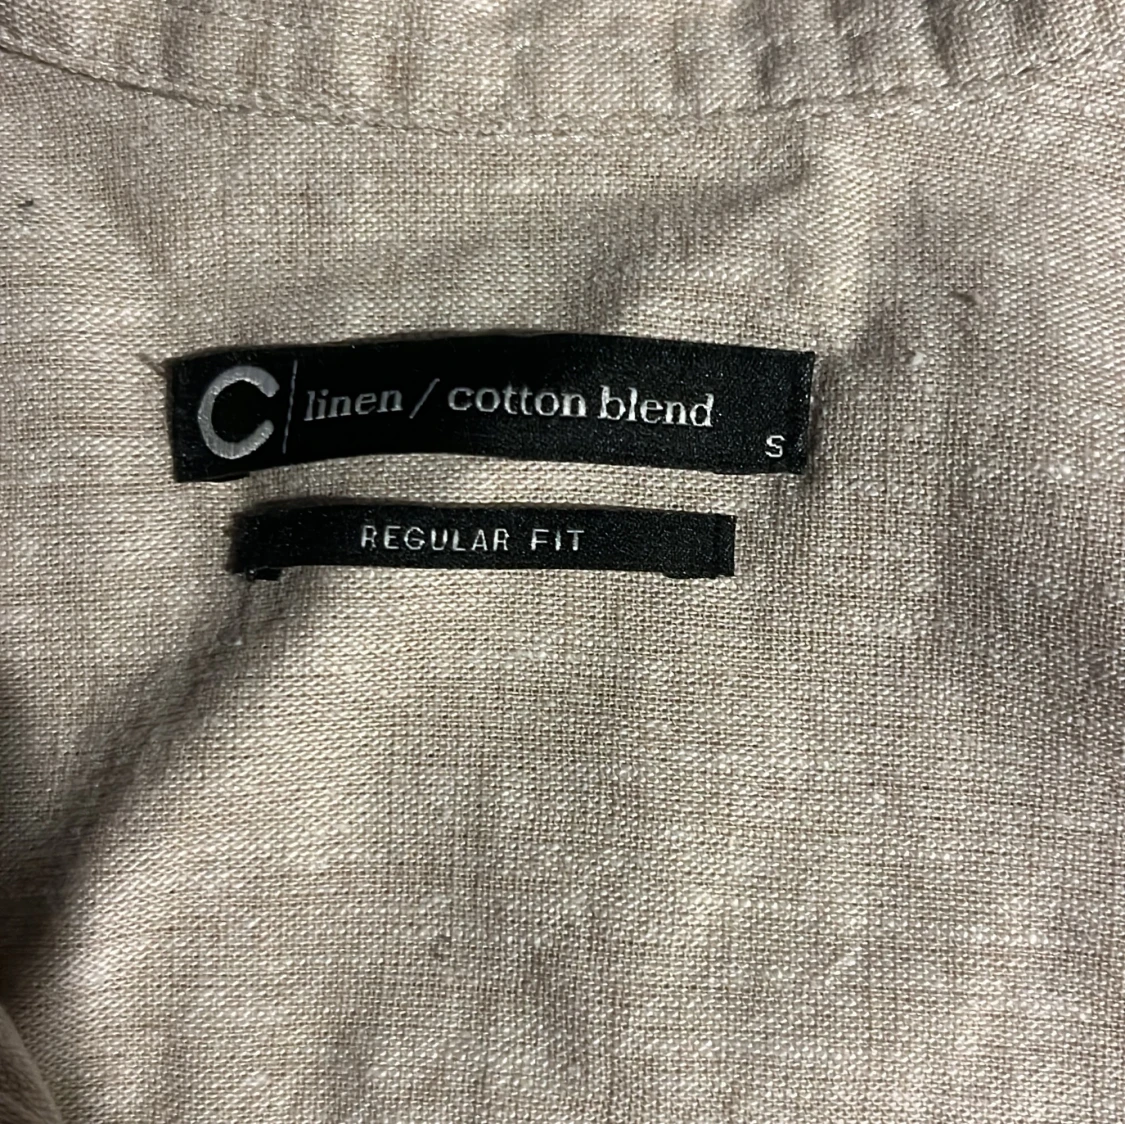 C | linen / cotton blend
S
REGULAR FIT